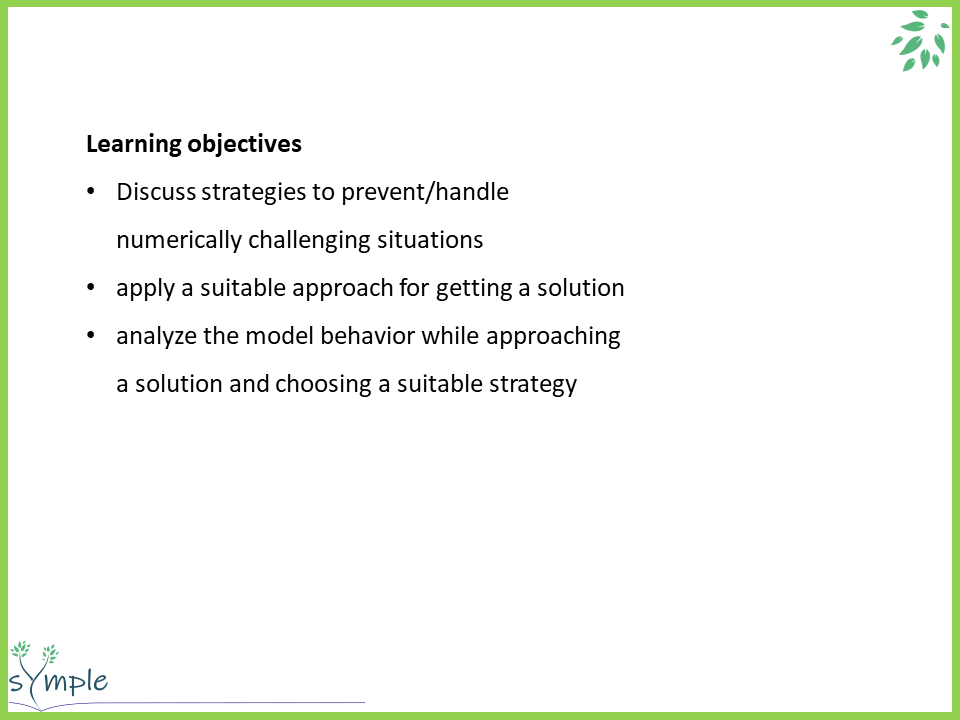 Learning objectives
• Discuss strategies to prevent/handle
numerically challenging situations
• apply a suitable approach for getting a solution
• analyze the model behavior while approaching
a solution and choosing a suitable strategy
sYmple